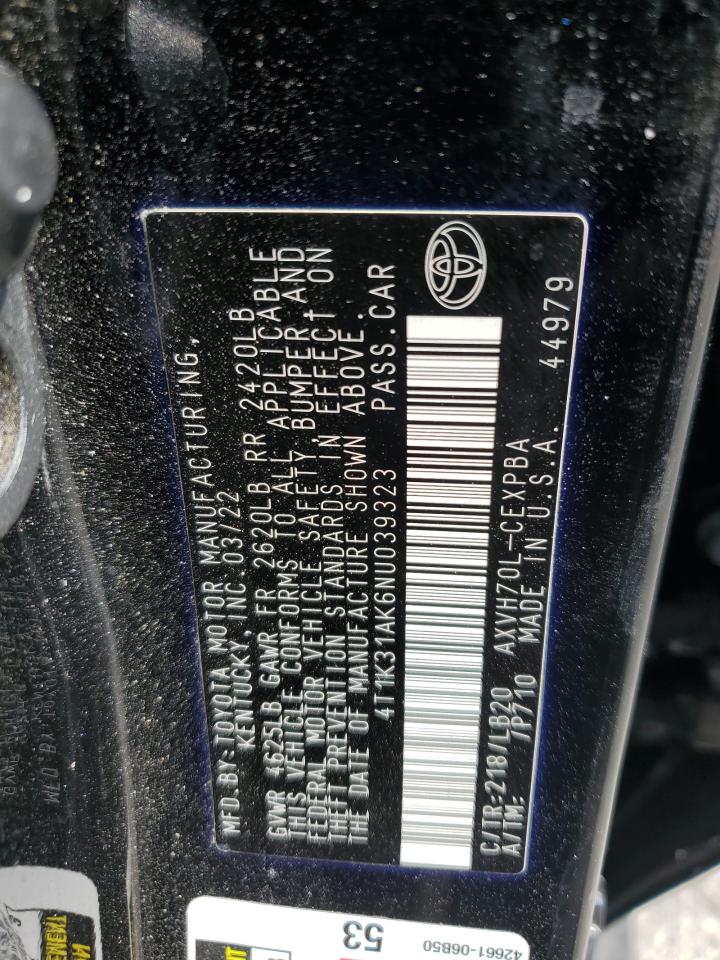 MFD.BY:TOYOTA MOTOR MANUFACTURING,
KENTUCKY, INC. 03/22
GVWR 4625LB GAWR FR 2620LB RR 2420LB
THIS VEHICLE CONFORMS TO ALL APPLICABLE
FEDERAL MOTOR VEHICLE SAFETY, BUMPER, AND
THEFT PREVENTION STANDARDS IN EFFECT ON
THE DATE OF MANUFACTURE SHOWN ABOVE.
4T1K31AK6NU039323 PASS.CAR
C/TR:218/LB20 AXVH70L-CEXPBA
A/TM: /P710 MADE IN U.S.A. 44979
53
42661-06B50